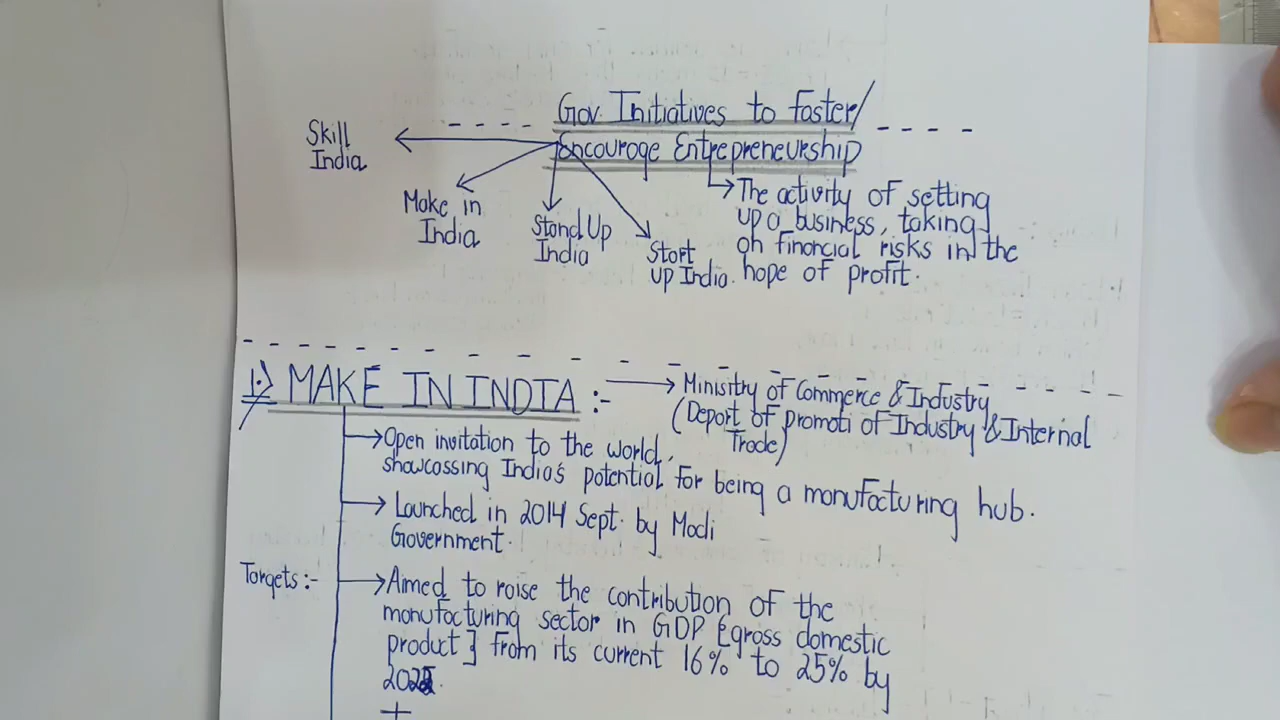 Gov. Initiatives to foster/
Encourage Entrepreneurship
Skill
India
Make in
India
Stand Up
India
Start
up India.
The activity of setting
up a business, taking
on financial risks in the
hope of profit.
1.) MAKE IN INDIA :-
Minisitry of Commerce & Industry
(Depart of promoti of Industry & Internal
Trade)
Open invitation to the world,
showcassing India's potential for being a manufacturing hub.
Launched in 2014 Sept. by Modi
Government.
Targets :-
Aimed to raise the contribution of the
manufacturing sector in GDP [gross domestic
product] from its current 16% to 25% by